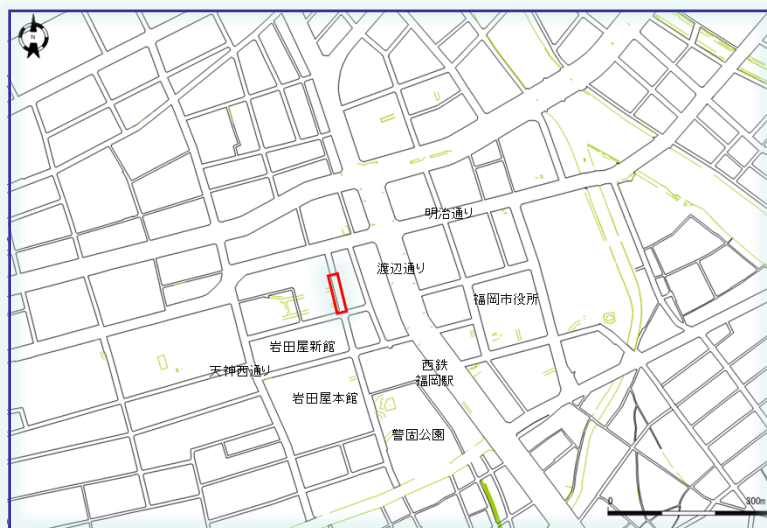 N
明治通り
渡辺通り
福岡市役所
岩田屋新館
西鉄
福岡駅
天神西通り
岩田屋本館
警固公園
0
300m